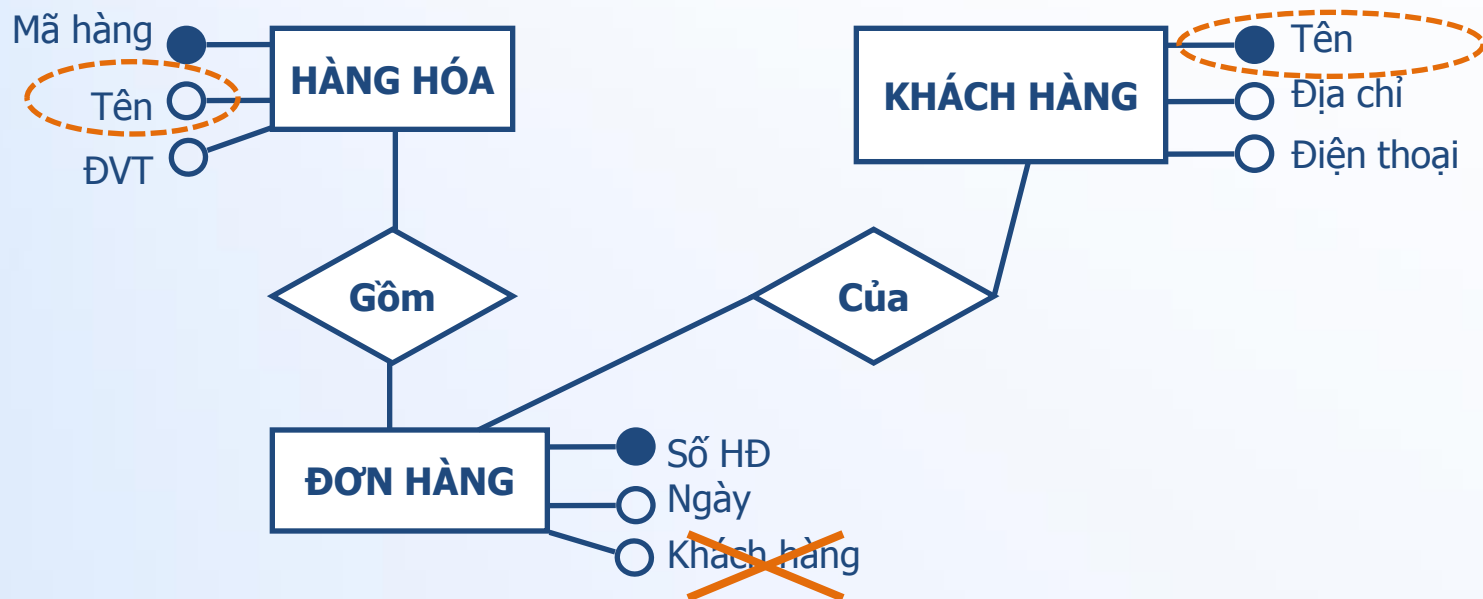 Mã hàng
Tên
ĐVT
HÀNG HÓA
KHÁCH HÀNG
Tên
Địa chỉ
Điện thoại
Gồm
Của
ĐƠN HÀNG
Số HĐ
Ngày
Khách hàng